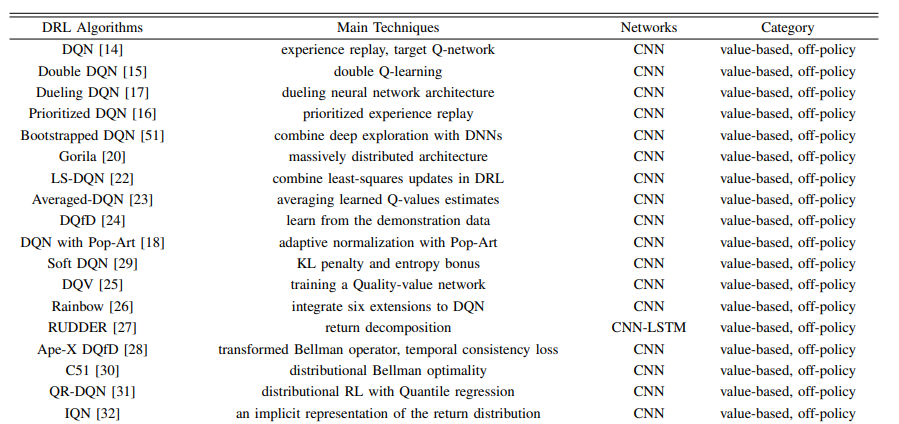 DRL Algorithms Main Techniques Networks Category
DQN [14] experience replay, target Q-network CNN value-based, off-policy
Double DQN [15] double Q-learning CNN value-based, off-policy
Dueling DQN [17] dueling neural network architecture CNN value-based, off-policy
Prioritized DQN [16] prioritized experience replay CNN value-based, off-policy
Bootstrapped DQN [51] combine deep exploration with DNNs CNN value-based, off-policy
Gorila [20] massively distributed architecture CNN value-based, off-policy
LS-DQN [22] combine least-squares updates in DRL CNN value-based, off-policy
Averaged-DQN [23] averaging learned Q-values estimates CNN value-based, off-policy
DQfD [24] learn from the demonstration data CNN value-based, off-policy
DQN with Pop-Art [18] adaptive normalization with Pop-Art CNN value-based, off-policy
Soft DQN [29] KL penalty and entropy bonus CNN value-based, off-policy
DQV [25] training a Quality-value network CNN value-based, off-policy
Rainbow [26] integrate six extensions to DQN CNN value-based, off-policy
RUDDER [27] return decomposition CNN-LSTM value-based, off-policy
Ape-X DQfD [28] transformed Bellman operator, temporal consistency loss CNN value-based, off-policy
C51 [30] distributional Bellman optimality CNN value-based, off-policy
QR-DQN [31] distributional RL with Quantile regression CNN value-based, off-policy
IQN [32] an implicit representation of the return distribution CNN value-based, off-policy